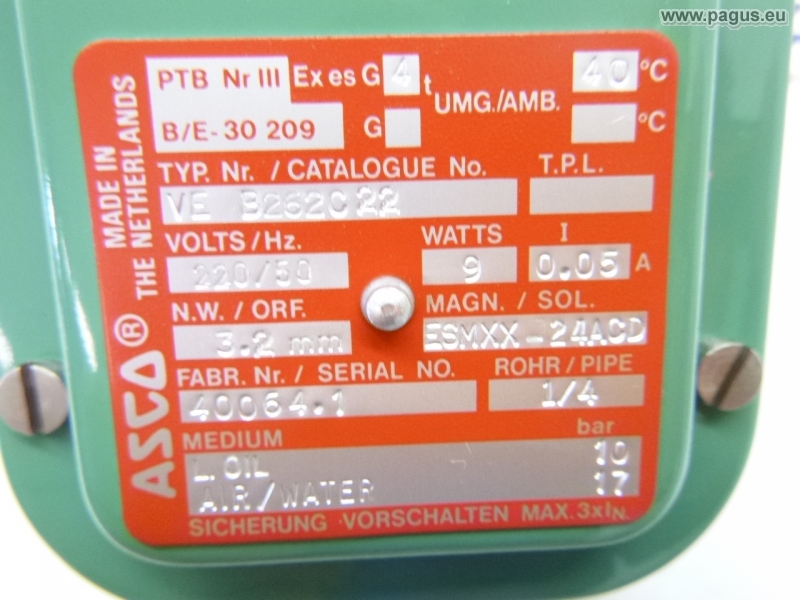 www.pagus.eu
PTB Nr III Ex es G 4 t UMG./AMB. 40 °C
B/E-30 209 G °C
MADE IN
THE NETHERLANDS
ASCO ®
TYP. Nr. / CATALOGUE No. T.P.L.
VE B262C22
VOLTS/Hz. WATTS I
220/50 9 0.05 A
N.W. / ORF. MAGN. / SOL.
3.2 mm ESMXX-24ACD
FABR. Nr. / SERIAL NO. ROHR / PIPE
40064.1 1/4
MEDIUM bar
L. OIL 10
AIR/WATER 17
SICHERUNG VORSCHALTEN MAX. 3xIN.